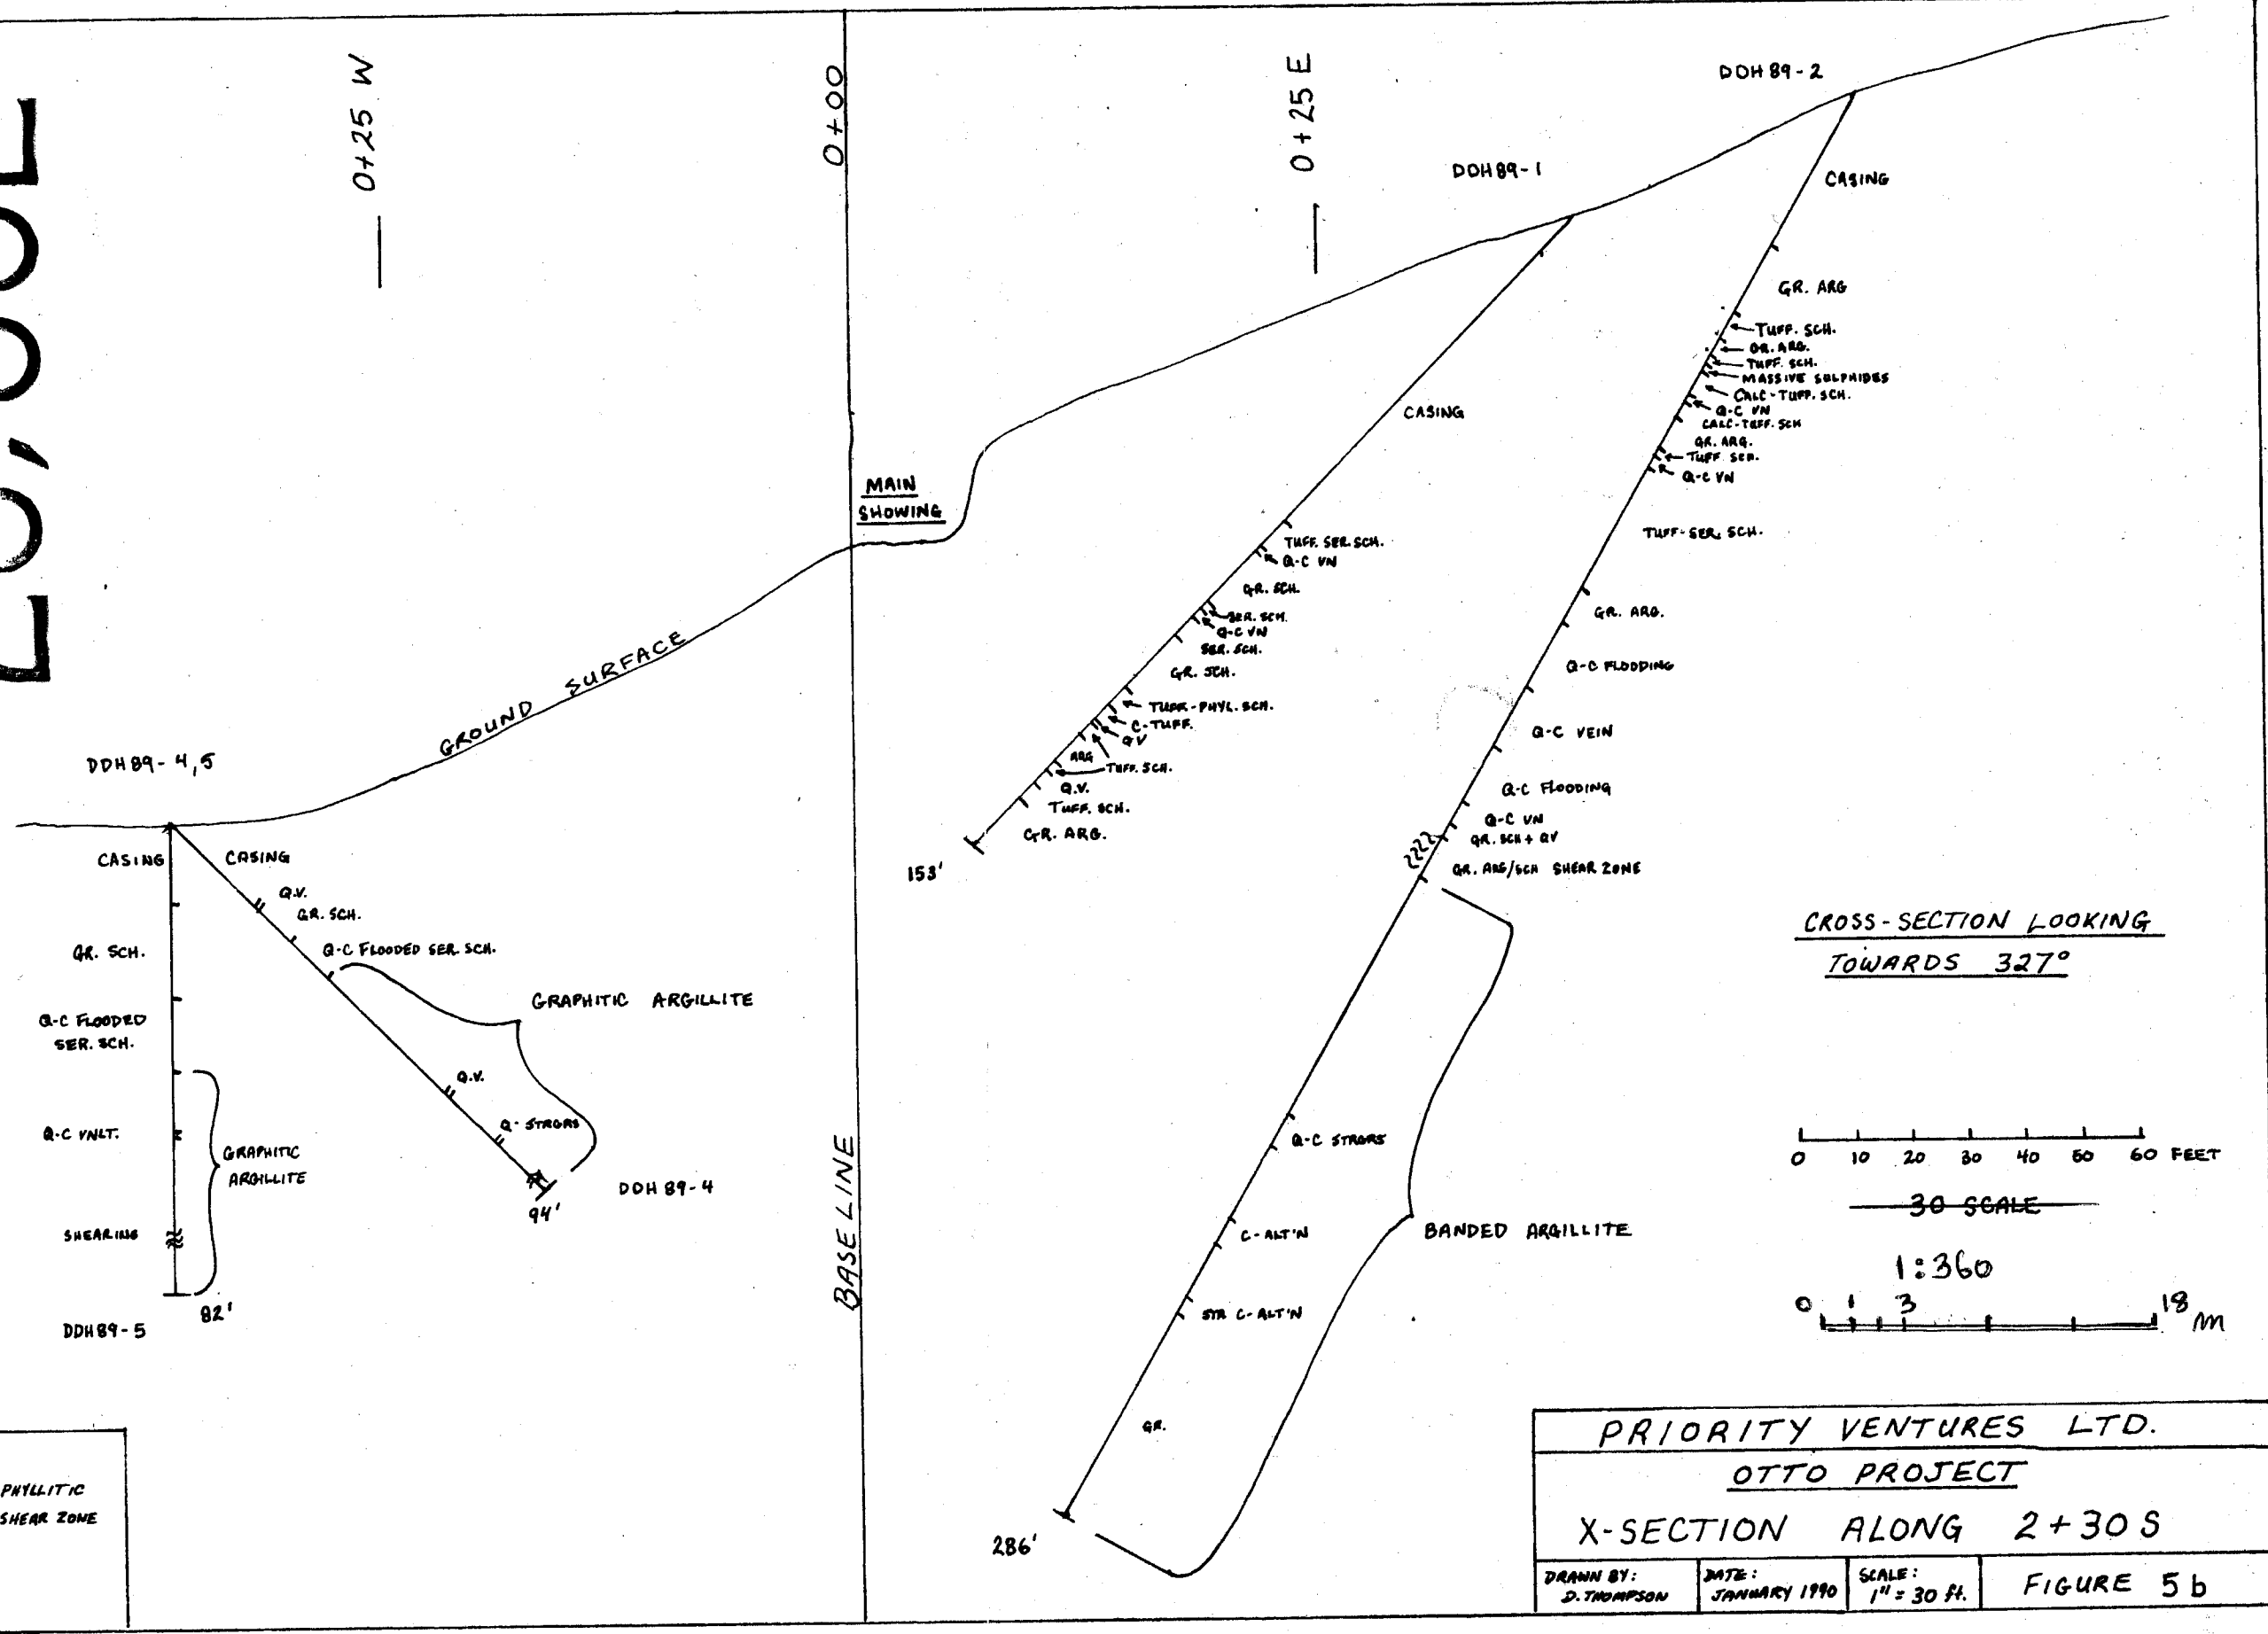 0+25 W
0+00
0+25 E
DDH 89-2
DDH 89-1
CASING
GR. ARG
TUFF. SCH.
GR. ARG.
TUFF. SCH.
MASSIVE SULPHIDES
CALC-TUFF. SCH.
Q-C VN
CALC-TUFF. SCH
GR. ARG.
TUFF SCH.
Q-C VN
TUFF-SER. SCH.
GR. ARG.
Q-C FLOODING
Q-C VEIN
Q-C FLOODING
Q-C VN
GR. SCH + QV
GR. ARG/SCH SHEAR ZONE
Q-C STRGRS
C-ALT'N
STR C-ALT'N
GR.
286'
BANDED ARGILLITE
CASING
TUFF. SER. SCH.
Q-C VN
GR. SCH.
SER. SCH.
Q-C VN
SER. SCH.
GR. SCH.
TUFF-PHYL. SCH.
C-TUFF.
QV
ARG
TUFF. SCH.
Q.V.
TUFF. SCH.
GR. ARG.
153'
MAIN
SHOWING
GROUND SURFACE
BASE LINE
DDH 89-4,5
CASING
CASING
Q.V.
GR. SCH.
Q-C FLOODED SER. SCH.
GRAPHITIC ARGILLITE
Q.V.
Q-STRGRS
DDH 89-4
94'
GR. SCH.
Q-C FLOODED
SER. SCH.
Q-C VNLT.
GRAPHITIC
ARGILLITE
SHEARING
82'
DDH 89-5
CROSS-SECTION LOOKING
TOWARDS 327°
0 10 20 30 40 50 60 FEET
30 SCALE
1:360
0 1 3 18 m
PHYLLITIC
SHEAR ZONE
PRIORITY VENTURES LTD.
OTTO PROJECT
X-SECTION ALONG 2+30 S
DRAWN BY:
D. THOMPSON
DATE:
JANUARY 1990
SCALE:
1" = 30 ft.
FIGURE 5b